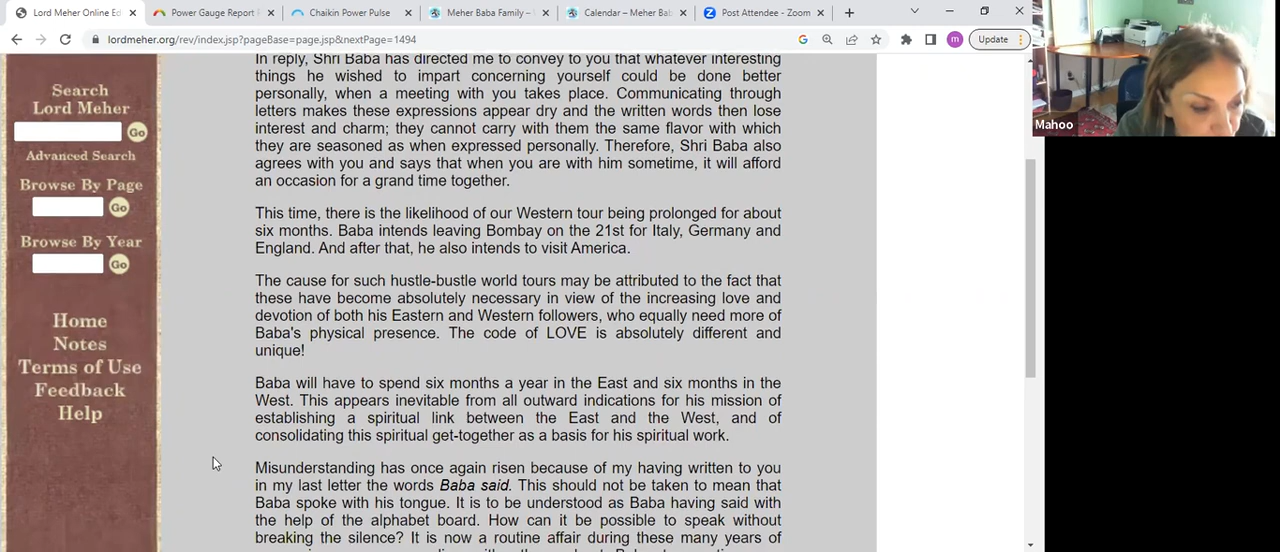 Lord Meher Online Ed
Power Gauge Report
Chaikin Power Pulse
Meher Baba Family –
Calendar – Meher Bab
Post Attendee - Zoom
lordmeher.org/rev/index.jsp?pageBase=page.jsp&nextPage=1494
m
Update
Search
Lord Meher
Go
Advanced Search
Browse By Page
Go
Browse By Year
Go
Home
Notes
Terms of Use
Feedback
Help
In reply, Shri Baba has directed me to convey to you that whatever interesting
things he wished to impart concerning yourself could be done better
personally, when a meeting with you takes place. Communicating through
letters makes these expressions appear dry and the written words then lose
interest and charm; they cannot carry with them the same flavor with which
they are seasoned as when expressed personally. Therefore, Shri Baba also
agrees with you and says that when you are with him sometime, it will afford
an occasion for a grand time together.
This time, there is the likelihood of our Western tour being prolonged for about
six months. Baba intends leaving Bombay on the 21st for Italy, Germany and
England. And after that, he also intends to visit America.
The cause for such hustle-bustle world tours may be attributed to the fact that
these have become absolutely necessary in view of the increasing love and
devotion of both his Eastern and Western followers, who equally need more of
Baba's physical presence. The code of LOVE is absolutely different and
unique!
Baba will have to spend six months a year in the East and six months in the
West. This appears inevitable from all outward indications for his mission of
establishing a spiritual link between the East and the West, and of
consolidating this spiritual get-together as a basis for his spiritual work.
Misunderstanding has once again risen because of my having written to you
in my last letter the words Baba said. This should not be taken to mean that
Baba spoke with his tongue. It is to be understood as Baba having said with
the help of the alphabet board. How can it be possible to speak without
breaking the silence? It is now a routine affair during these many years of
Mahoo